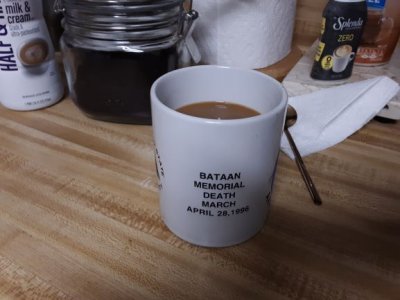 HALF & H
milk &
cream
Splenda
ZERO
BATAAN
MEMORIAL
DEATH
MARCH
APRIL 28, 1996